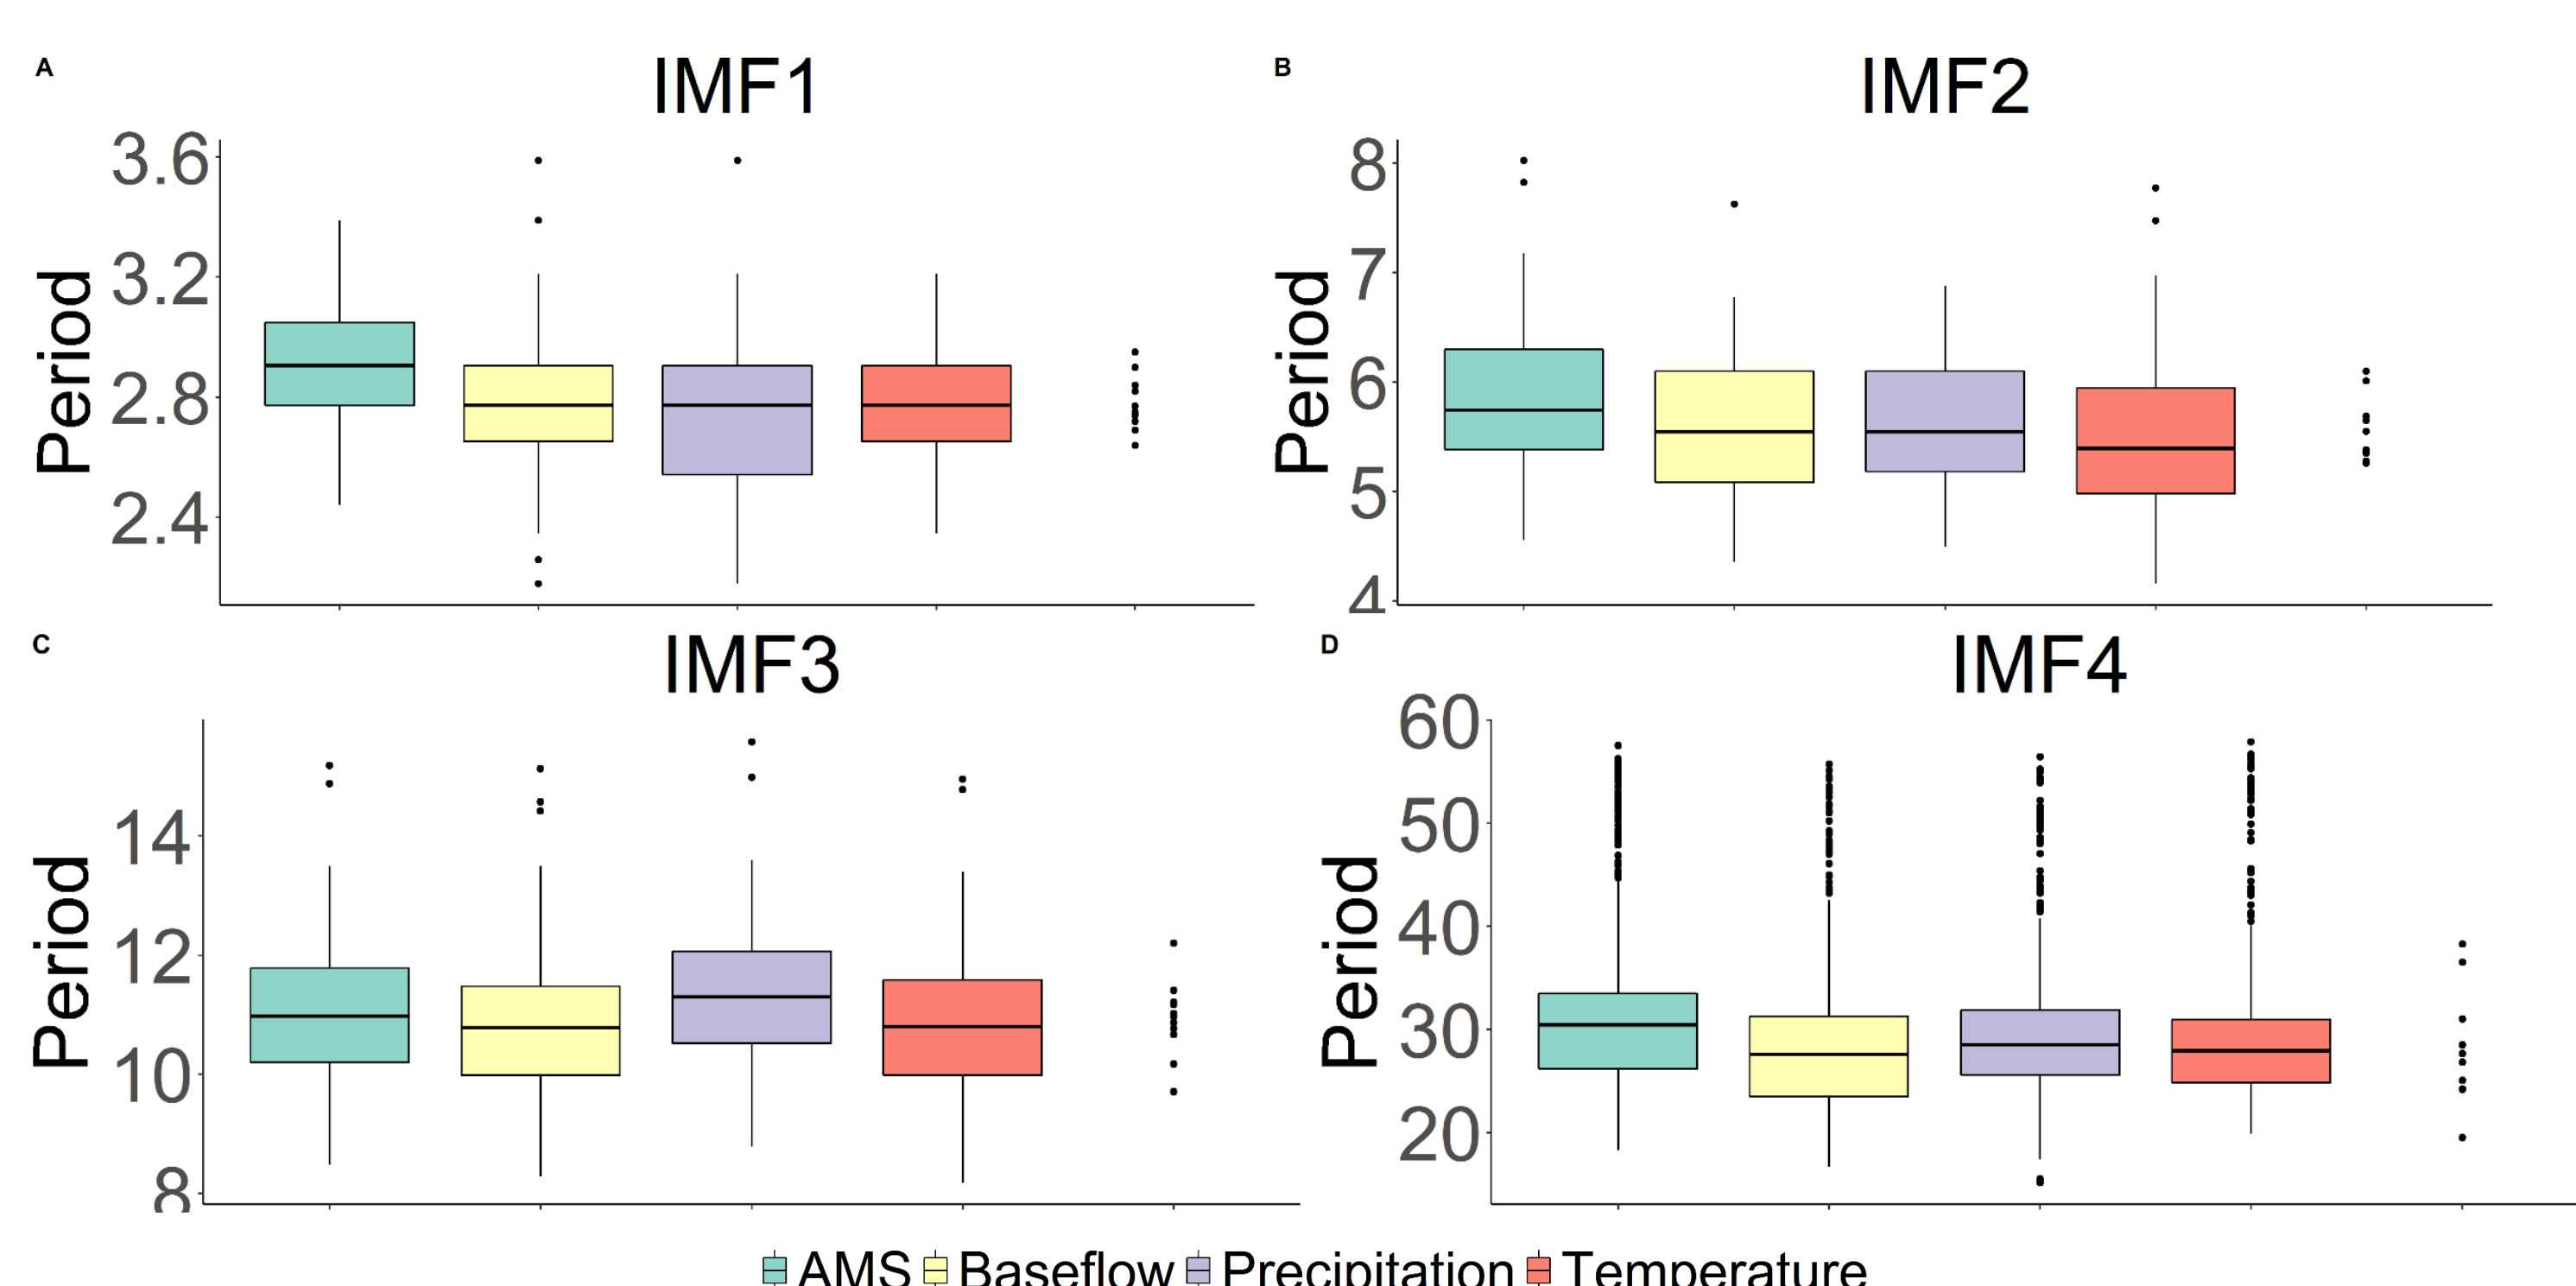 A
IMF1
Period
3.6
3.2
2.8
2.4
B
IMF2
Period
8
7
6
5
4
C
IMF3
Period
14
12
10
8
D
IMF4
Period
60
50
40
30
20
AMS Baseflow Precipitation Temperature